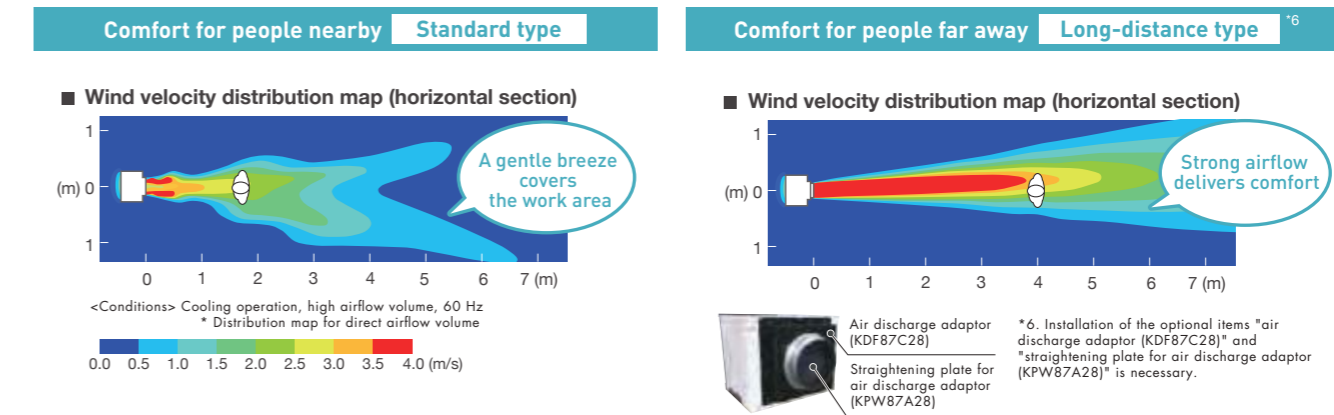 Comfort for people nearby Standard type
■ Wind velocity distribution map (horizontal section)
1
(m) 0
1
A gentle breeze
covers
the work area
0 1 2 3 4 5 6 7 (m)
<Conditions> Cooling operation, high airflow volume, 60 Hz
* Distribution map for direct airflow volume
0.0 0.5 1.0 1.5 2.0 2.5 3.0 3.5 4.0 (m/s)
Comfort for people far away Long-distance type *6
■ Wind velocity distribution map (horizontal section)
1
(m) 0
1
Strong airflow
delivers comfort
0 1 2 3 4 5 6 7 (m)
Air discharge adaptor
(KDF87C28)
Straightening plate for
air discharge adaptor
(KPW87A28)
*6. Installation of the optional items "air
discharge adaptor (KDF87C28)" and
"straightening plate for air discharge adaptor
(KPW87A28)" is necessary.